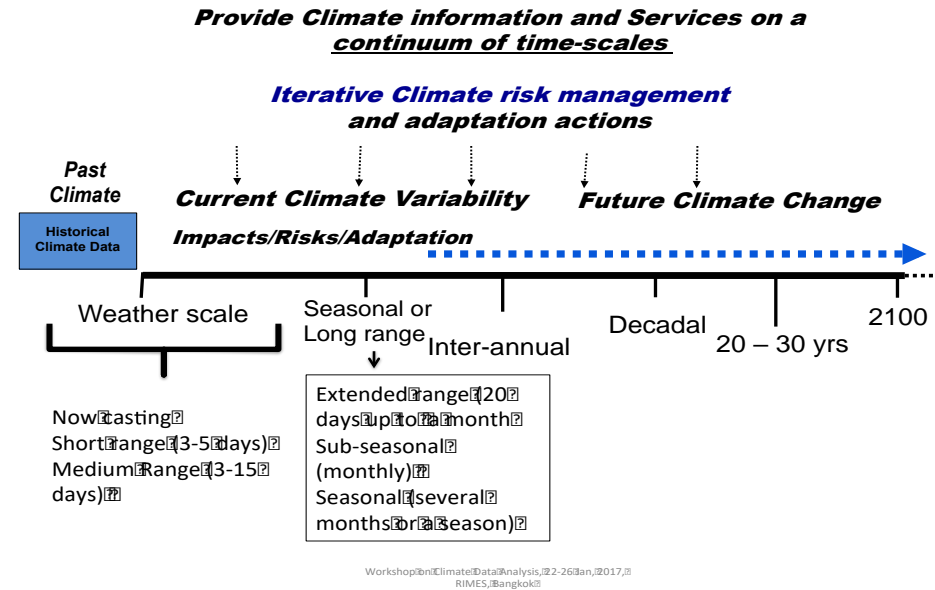 Provide Climate information and Services on a
continuum of time-scales
Iterative Climate risk management
and adaptation actions
Past
Climate
Current Climate Variability
Future Climate Change
Historical
Climate Data
Impacts/Risks/Adaptation
Weather scale
Seasonal or
Long range
Inter-annual
Decadal
20 – 30 yrs
2100
Now casting
Short range (3-5 days)
Medium Range (3-15
days)
Extended range (20
days up to a month
Sub-seasonal
(monthly)
Seasonal (several
months or a season)
Workshop on Climate Data Analysis, 22-26 Jan, 2017,
RIMES, Bangkok